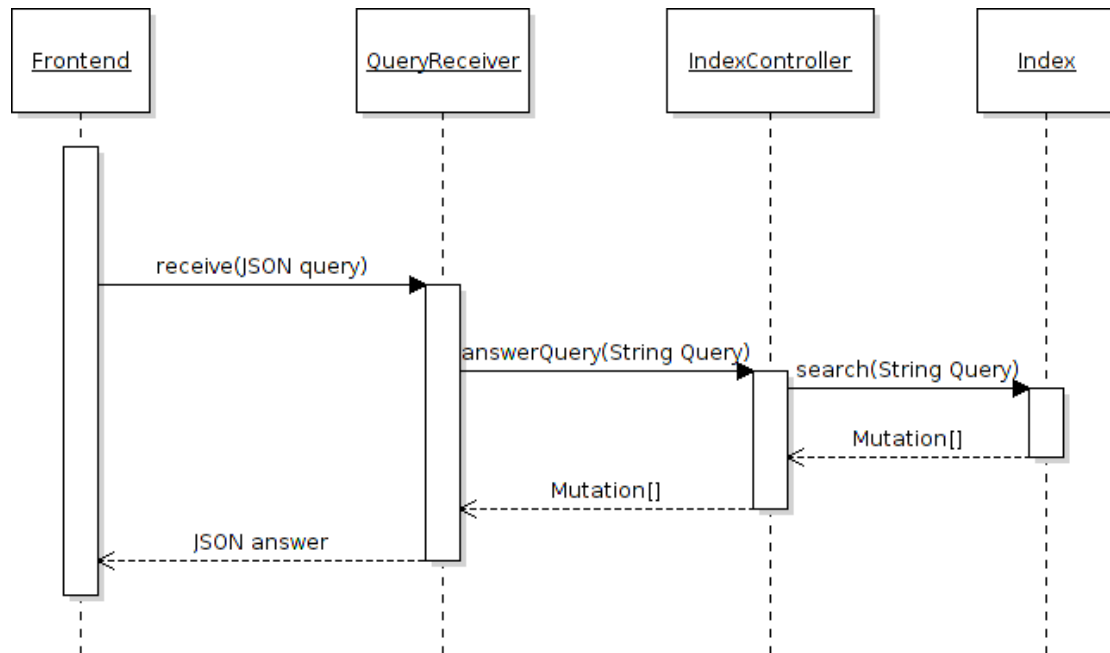 Frontend
QueryReceiver
IndexController
Index
receive(JSON query)
answerQuery(String Query)
search(String Query)
Mutation[]
Mutation[]
JSON answer